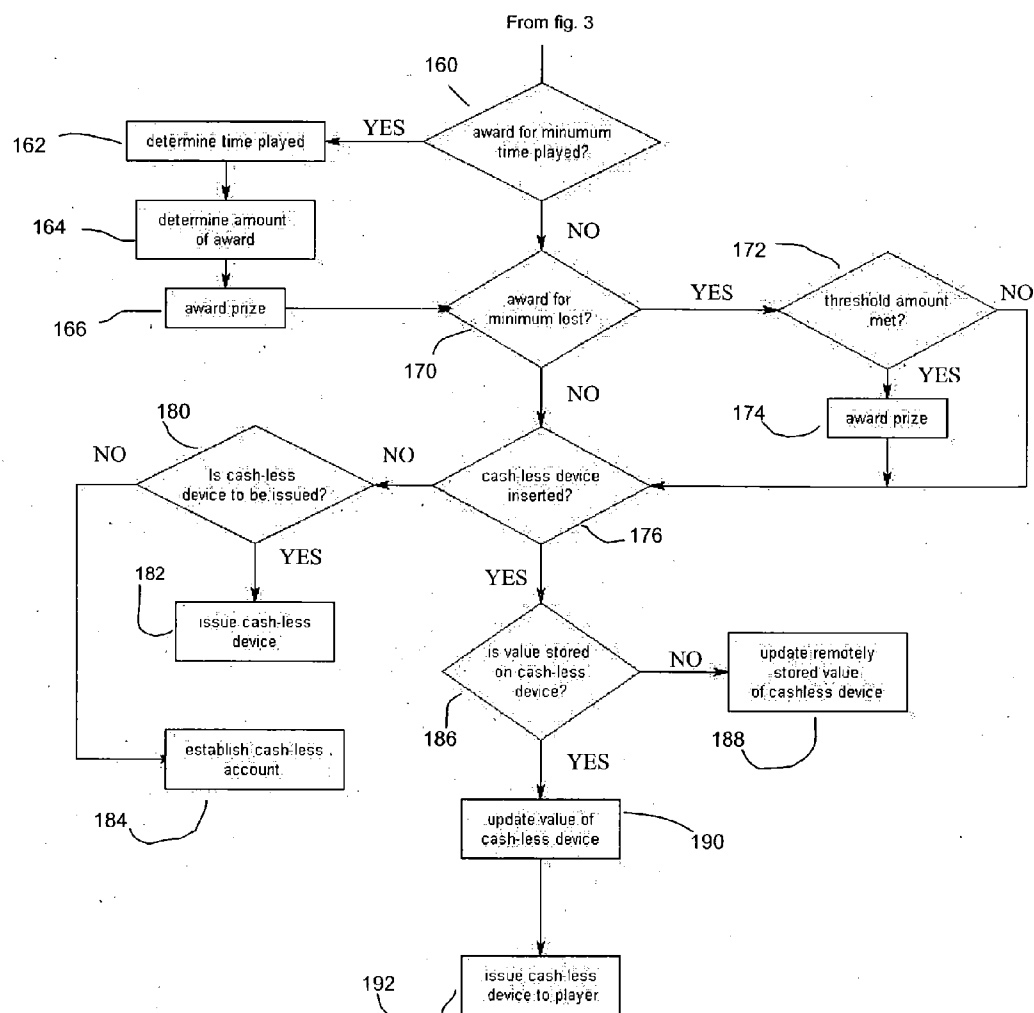 From fig. 3
160
award for minumum
time played?
YES
determine time played
162
NO
determine amount
of award
164
172
award for
minimum lost?
170
YES
threshold amount
met?
NO
award prize
166
YES
NO
174
award prize
180
NO
Is cash-less
device to be issued?
NO
cash-less device
inserted?
176
YES
YES
182
issue cash-less
device
is value stored
on cash-less
device?
186
NO
update remotely
stored value
of cashless device
188
establish cash-less
account
184
YES
update value of
cash-less device
190
issue cash-less
device to player
192